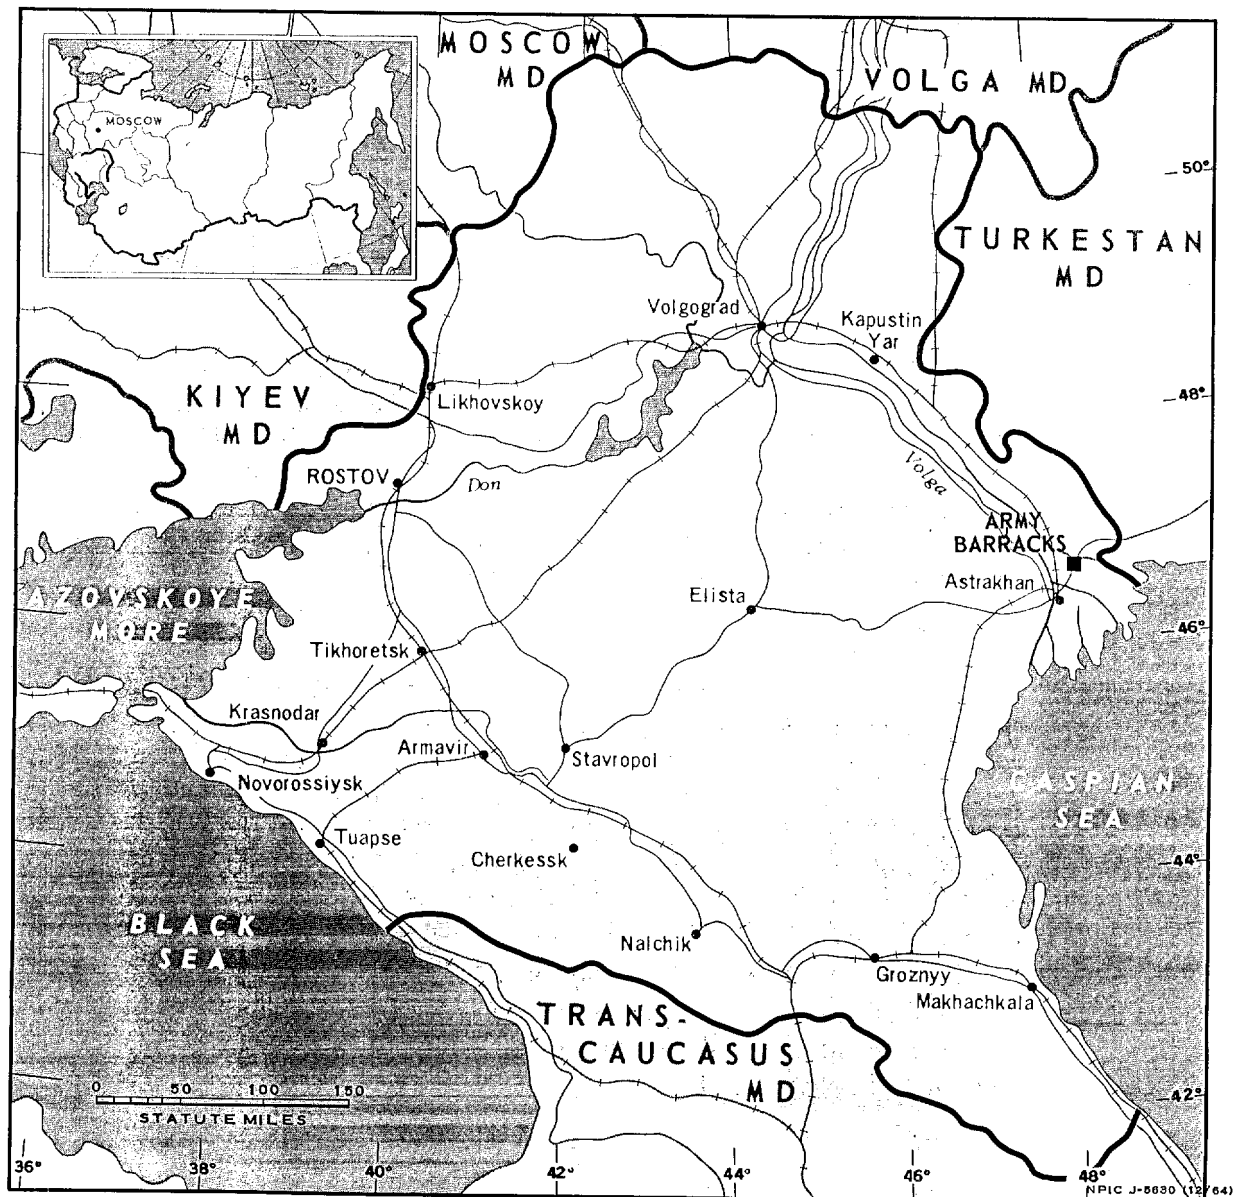 MOSCOW
MD
VOLGA MD
MOSCOW
50°
TURKESTAN
MD
Volgograd
Kapustin
Yar
48°
KIYEV
MD
Likhovskoy
ROSTOV
Don
Volga
ARMY
BARRACKS
Astrakhan
AZOVSKOYE
MORE
Elista
46°
Tikhoretsk
Krasnodar
Armavir
Stavropol
Novorossiysk
CASPIAN
SEA
Tuapse
Cherkessk
44°
BLACK
SEA
Nalchik
Groznyy
Makhachkala
TRANS-
CAUCASUS
MD
0 50 100 150
STATUTE MILES
42°
36° 38° 40° 42° 44° 46° 48°
NPIC J-5630 (12/64)